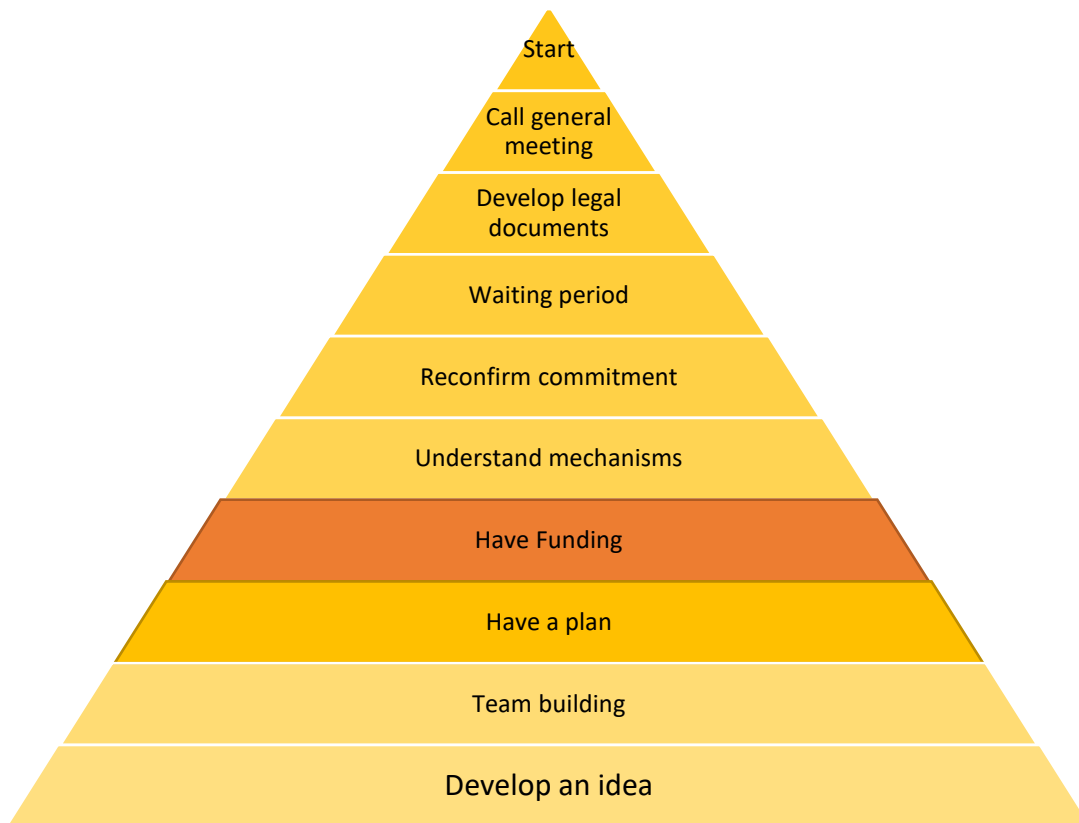 Start
Call general
meeting
Develop legal
documents
Waiting period
Reconfirm commitment
Understand mechanisms
Have Funding
Have a plan
Team building
Develop an idea